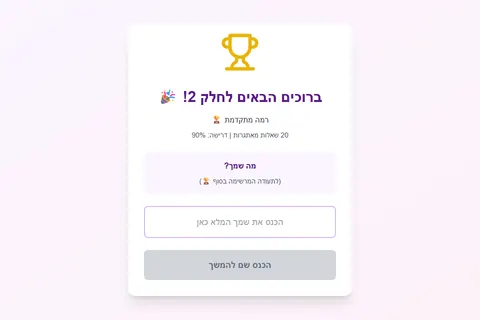 ברוכים הבאים לחלק 2! 🎉
רמה מתקדמת 🏆
20 שאלות מאתגרות | דרישה: 90%
מה שמך?
(לתעודה המרשימה בסוף 🏆)
הכנס את שמך המלא כאן
הכנס שם להמשך